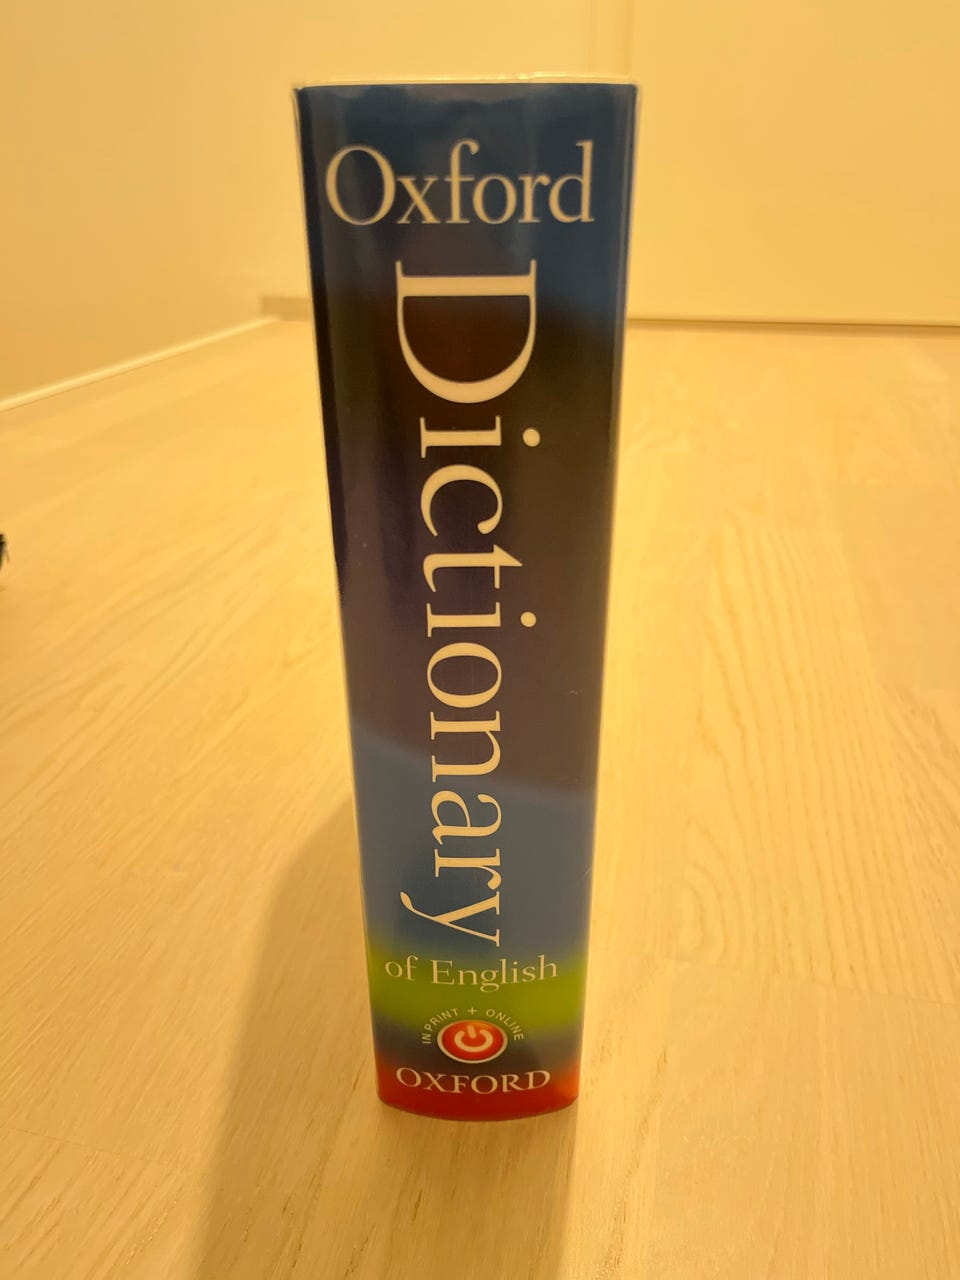 Oxford
Dictionary
of English
IN PRINT + ONLINE
OXFORD